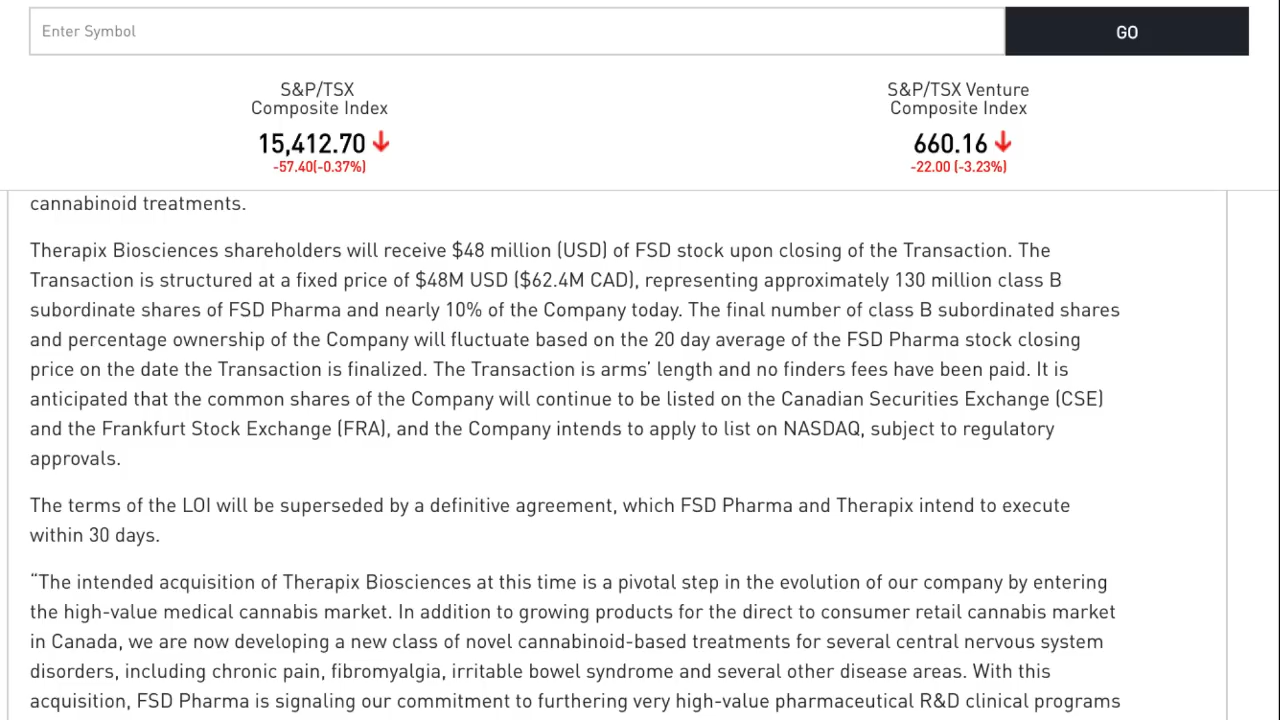 Enter Symbol
GO
S&P/TSX
Composite Index
15,412.70
-57.40(-0.37%)
S&P/TSX Venture
Composite Index
660.16
-22.00 (-3.23%)
cannabinoid treatments.
Therapix Biosciences shareholders will receive $48 million (USD) of FSD stock upon closing of the Transaction. The
Transaction is structured at a fixed price of $48M USD ($62.4M CAD), representing approximately 130 million class B
subordinate shares of FSD Pharma and nearly 10% of the Company today. The final number of class B subordinated shares
and percentage ownership of the Company will fluctuate based on the 20 day average of the FSD Pharma stock closing
price on the date the Transaction is finalized. The Transaction is arms’ length and no finders fees have been paid. It is
anticipated that the common shares of the Company will continue to be listed on the Canadian Securities Exchange (CSE)
and the Frankfurt Stock Exchange (FRA), and the Company intends to apply to list on NASDAQ, subject to regulatory
approvals.
The terms of the LOI will be superseded by a definitive agreement, which FSD Pharma and Therapix intend to execute
within 30 days.
“The intended acquisition of Therapix Biosciences at this time is a pivotal step in the evolution of our company by entering
the high-value medical cannabis market. In addition to growing products for the direct to consumer retail cannabis market
in Canada, we are now developing a new class of novel cannabinoid-based treatments for several central nervous system
disorders, including chronic pain, fibromyalgia, irritable bowel syndrome and several other disease areas. With this
acquisition, FSD Pharma is signaling our commitment to furthering very high-value pharmaceutical R&D clinical programs